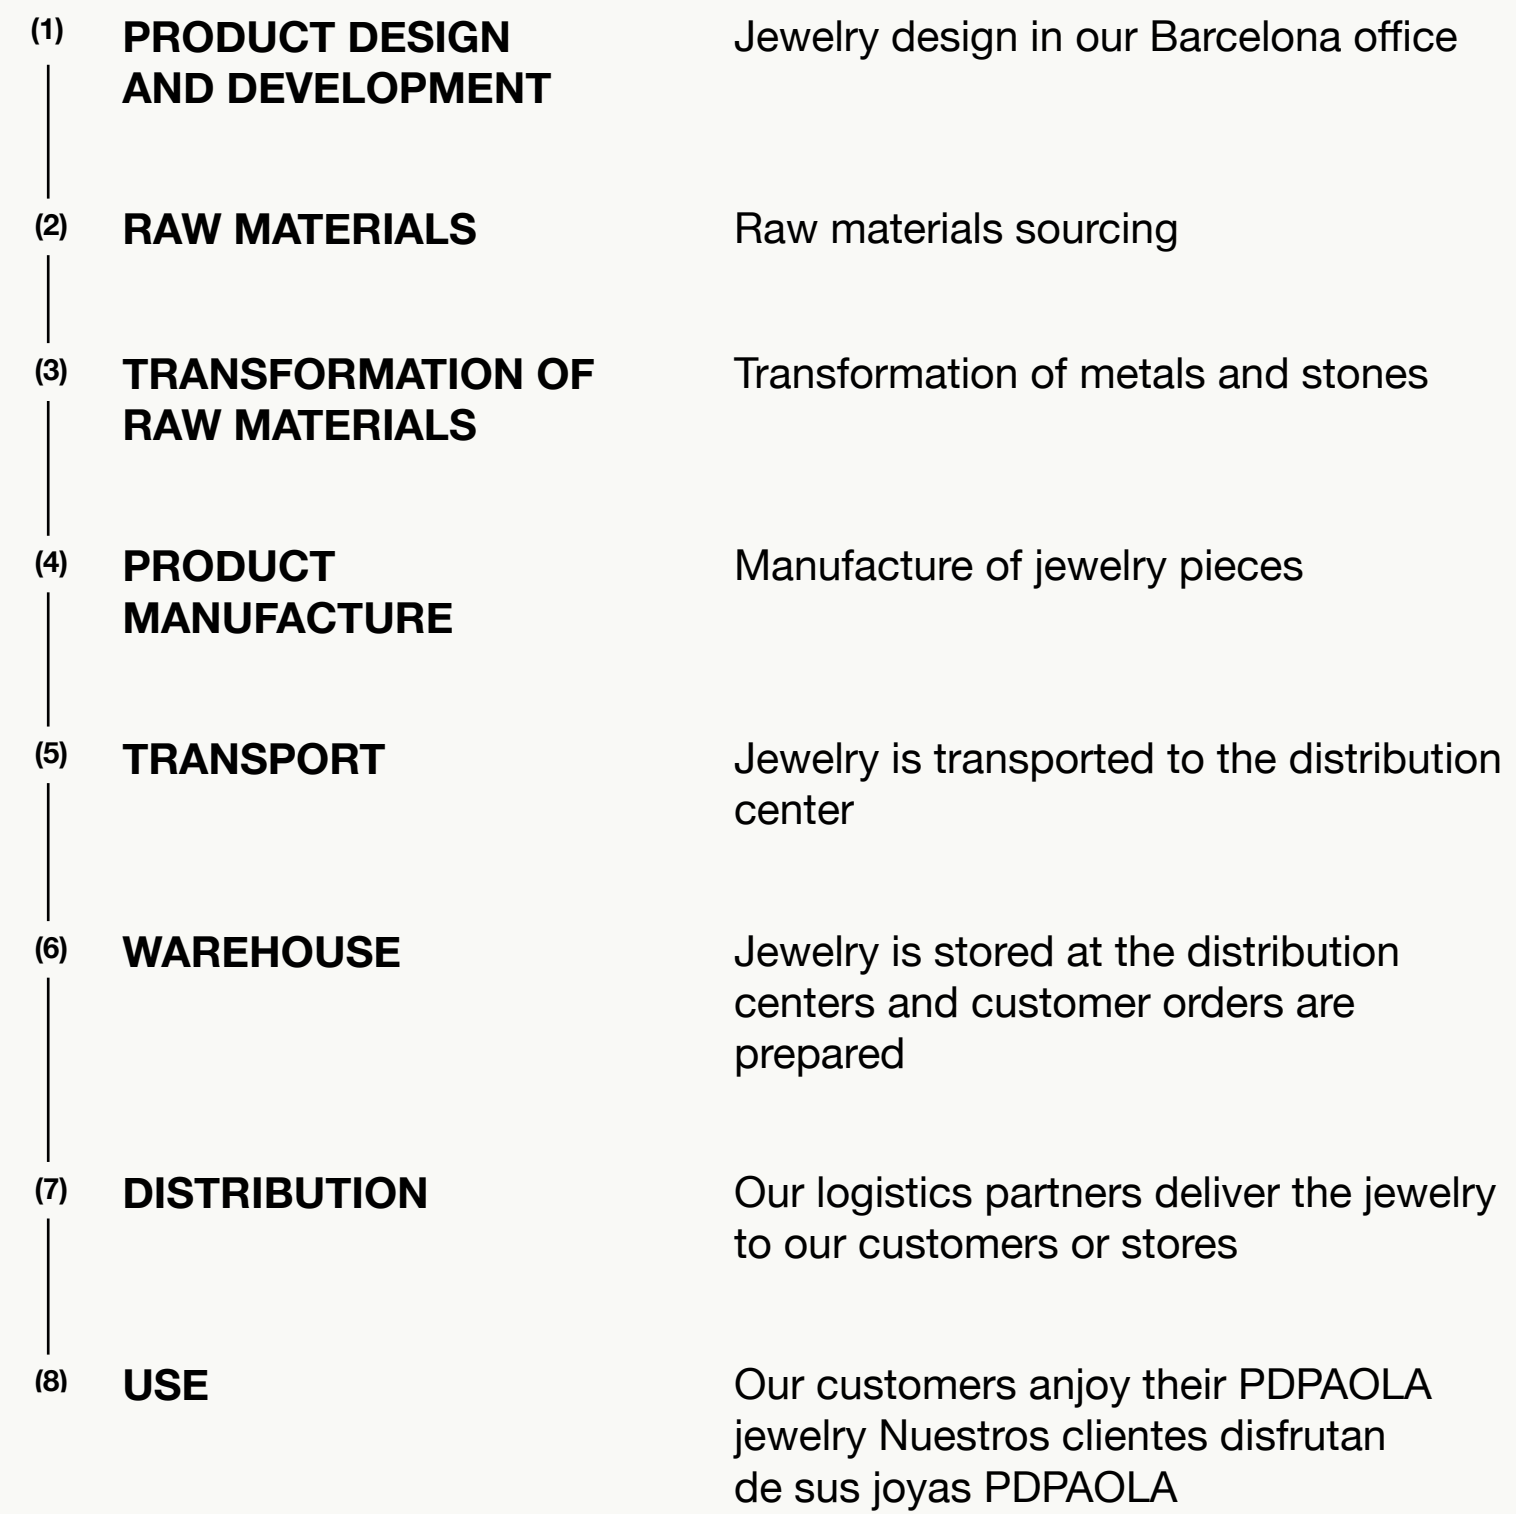 (1)
PRODUCT DESIGN
AND DEVELOPMENT
Jewelry design in our Barcelona office
(2)
RAW MATERIALS
Raw materials sourcing
(3)
TRANSFORMATION OF
RAW MATERIALS
Transformation of metals and stones
(4)
PRODUCT
MANUFACTURE
Manufacture of jewelry pieces
(5)
TRANSPORT
Jewelry is transported to the distribution
center
(6)
WAREHOUSE
Jewelry is stored at the distribution
centers and customer orders are
prepared
(7)
DISTRIBUTION
Our logistics partners deliver the jewelry
to our customers or stores
(8)
USE
Our customers anjoy their PDPAOLA
jewelry Nuestros clientes disfrutan
de sus joyas PDPAOLA